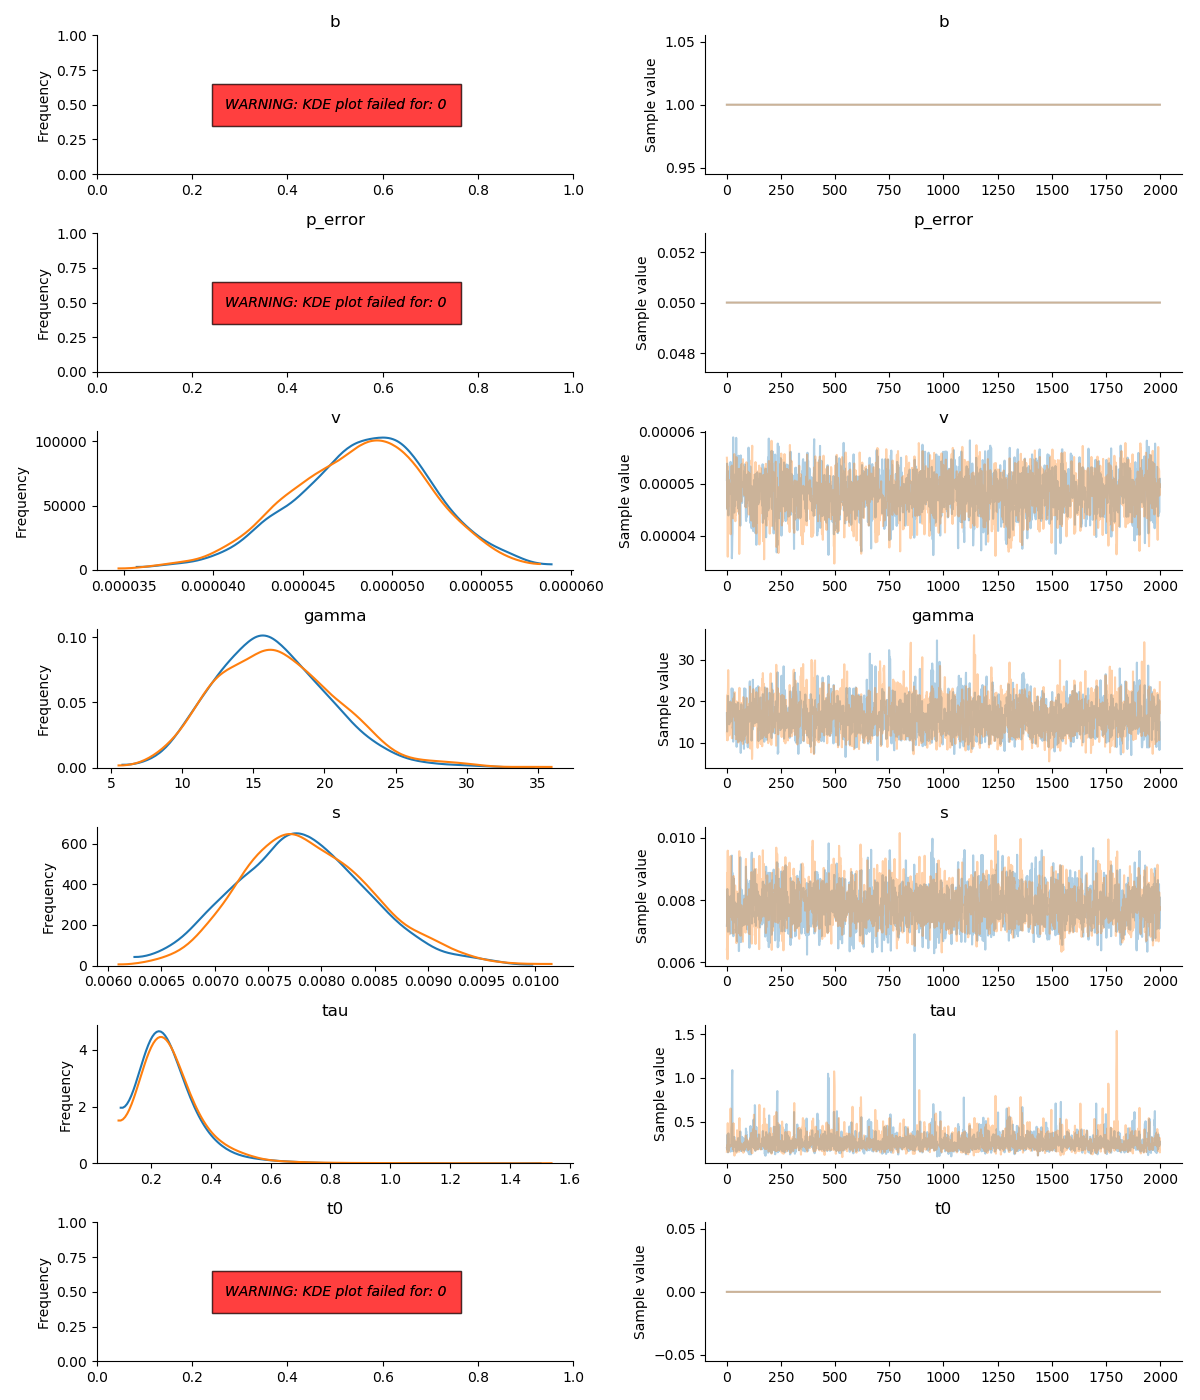 b
1.00
0.75
0.50
0.25
0.00
Frequency
WARNING: KDE plot failed for: 0
0.0 0.2 0.4 0.6 0.8 1.0
b
1.05
1.00
0.95
Sample value
0 250 500 750 1000 1250 1500 1750 2000
p_error
1.00
0.75
0.50
0.25
0.00
Frequency
WARNING: KDE plot failed for: 0
0.0 0.2 0.4 0.6 0.8 1.0
p_error
0.052
0.050
0.048
Sample value
0 250 500 750 1000 1250 1500 1750 2000
v
100000
50000
0
Frequency
0.000035 0.000040 0.000045 0.000050 0.000055 0.000060
v
0.00006
0.00005
0.00004
Sample value
0 250 500 750 1000 1250 1500 1750 2000
gamma
0.10
0.05
0.00
Frequency
5 10 15 20 25 30 35
gamma
30
20
10
Sample value
0 250 500 750 1000 1250 1500 1750 2000
s
600
400
200
0
Frequency
0.0060 0.0065 0.0070 0.0075 0.0080 0.0085 0.0090 0.0095 0.0100
s
0.010
0.008
0.006
Sample value
0 250 500 750 1000 1250 1500 1750 2000
tau
4
2
0
Frequency
0.2 0.4 0.6 0.8 1.0 1.2 1.4 1.6
tau
1.5
1.0
0.5
Sample value
0 250 500 750 1000 1250 1500 1750 2000
t0
1.00
0.75
0.50
0.25
0.00
Frequency
WARNING: KDE plot failed for: 0
0.0 0.2 0.4 0.6 0.8 1.0
t0
0.05
0.00
−0.05
Sample value
0 250 500 750 1000 1250 1500 1750 2000